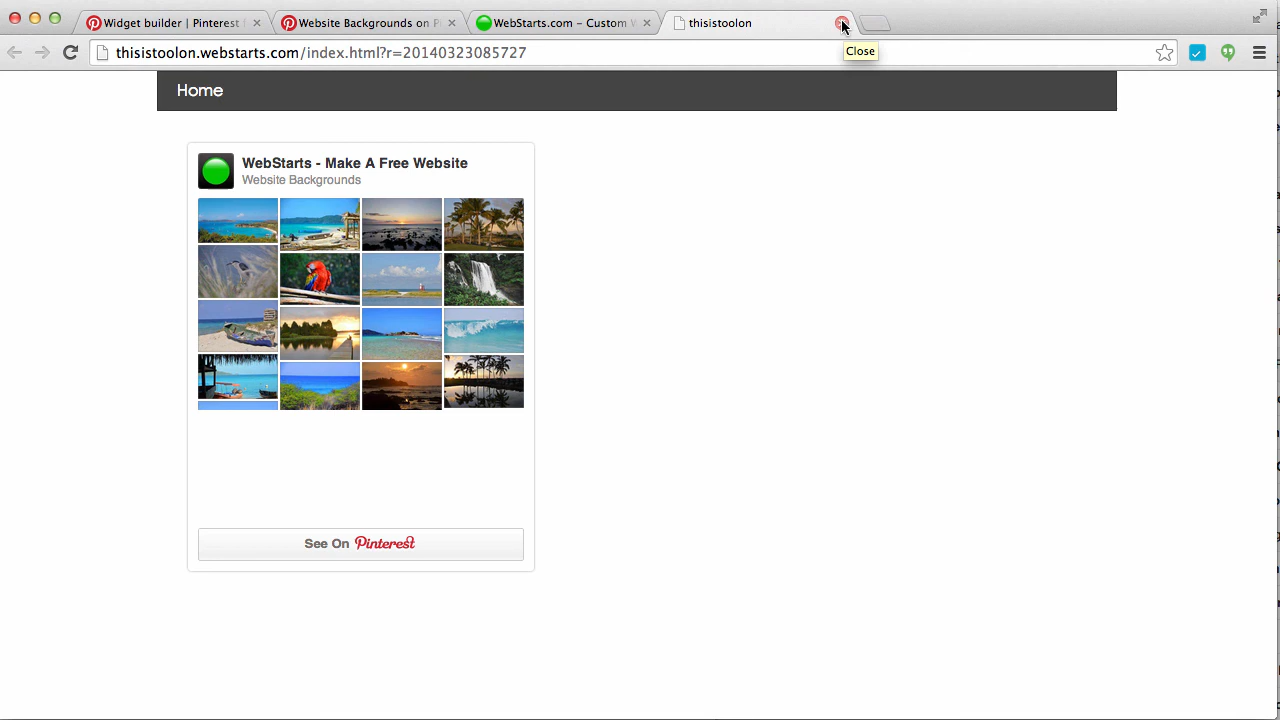 Widget builder | Pinterest
Website Backgrounds on P
WebStarts.com – Custom W
thisistoolon
Close
thisistoolon.webstarts.com/index.html?r=20140323085727
Home
WebStarts - Make A Free Website
Website Backgrounds
See On Pinterest